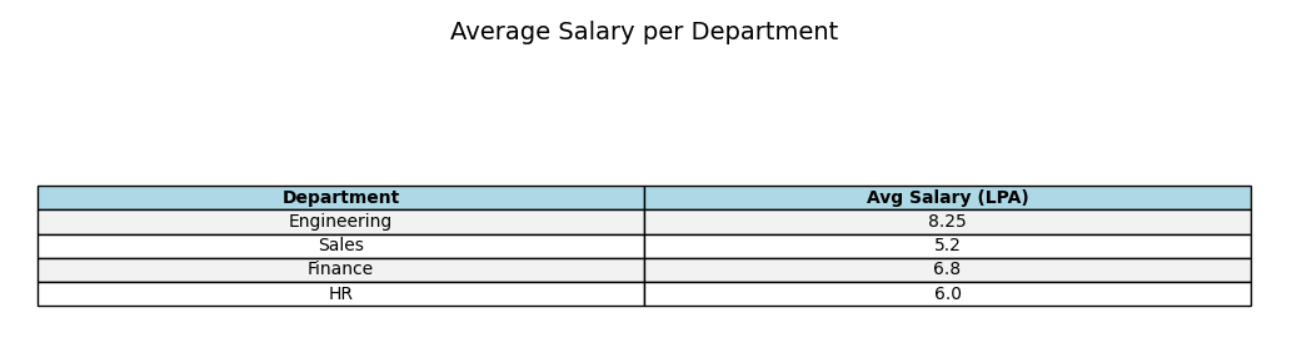 Average Salary per Department
Department Avg Salary (LPA)
Engineering 8.25
Sales 5.2
Finance 6.8
HR 6.0